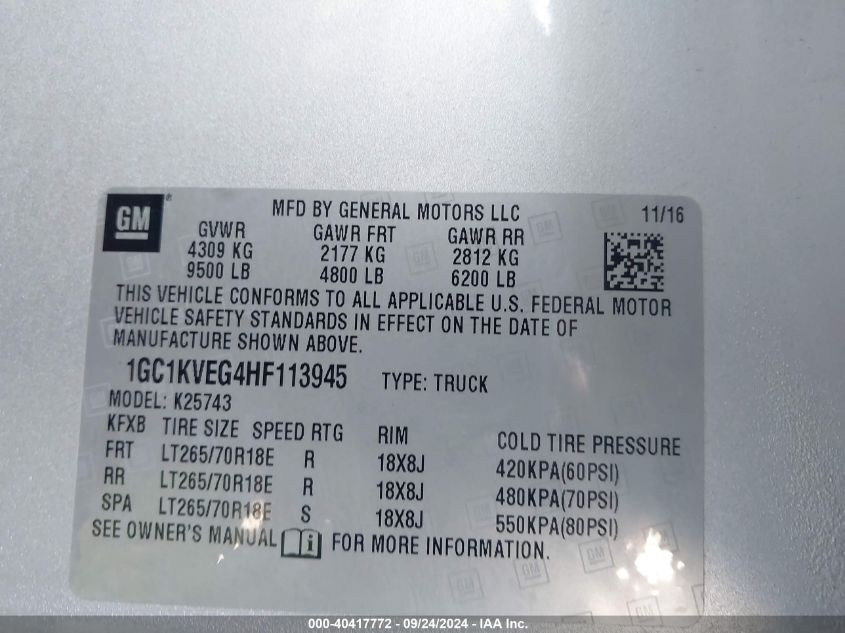 GM®
MFD BY GENERAL MOTORS LLC 11/16
GVWR GAWR FRT GAWR RR
4309 KG 2177 KG 2812 KG
9500 LB 4800 LB 6200 LB
THIS VEHICLE CONFORMS TO ALL APPLICABLE U.S. FEDERAL MOTOR
VEHICLE SAFETY STANDARDS IN EFFECT ON THE DATE OF
MANUFACTURE SHOWN ABOVE.
1GC1KVEG4HF113945 TYPE: TRUCK
MODEL: K25743
KFXB TIRE SIZE SPEED RTG RIM COLD TIRE PRESSURE
FRT LT265/70R18E R 18X8J 420KPA(60PSI)
RR LT265/70R18E R 18X8J 480KPA(70PSI)
SPA LT265/70R18E S 18X8J 550KPA(80PSI)
SEE OWNER'S MANUAL i FOR MORE INFORMATION.
000-40417772 - 09/24/2024 - IAA Inc.